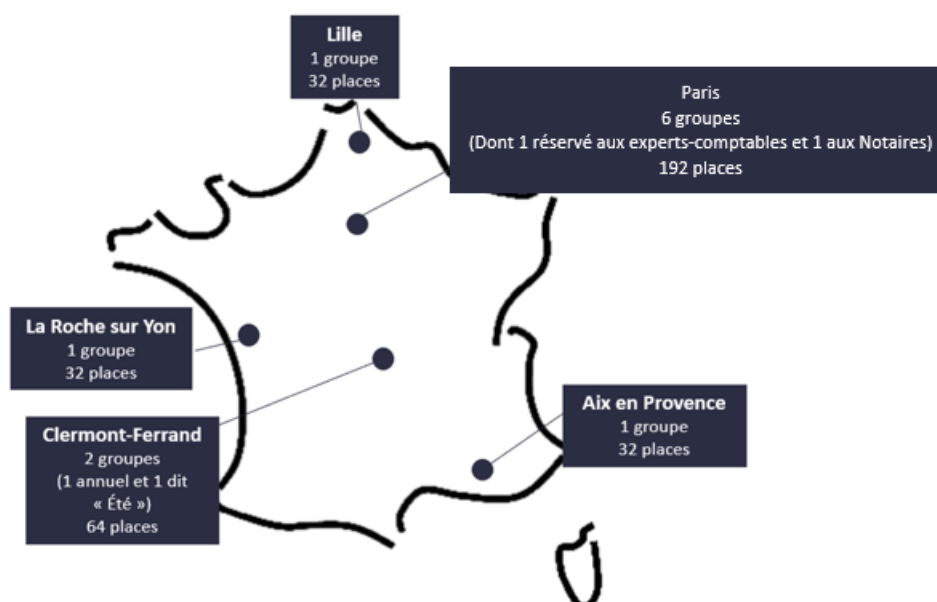 Lille
1 groupe
32 places
Paris
6 groupes
(Dont 1 réservé aux experts-comptables et 1 aux Notaires)
192 places
La Roche sur Yon
1 groupe
32 places
Clermont-Ferrand
2 groupes
(1 annuel et 1 dit
« Été »)
64 places
Aix en Provence
1 groupe
32 places